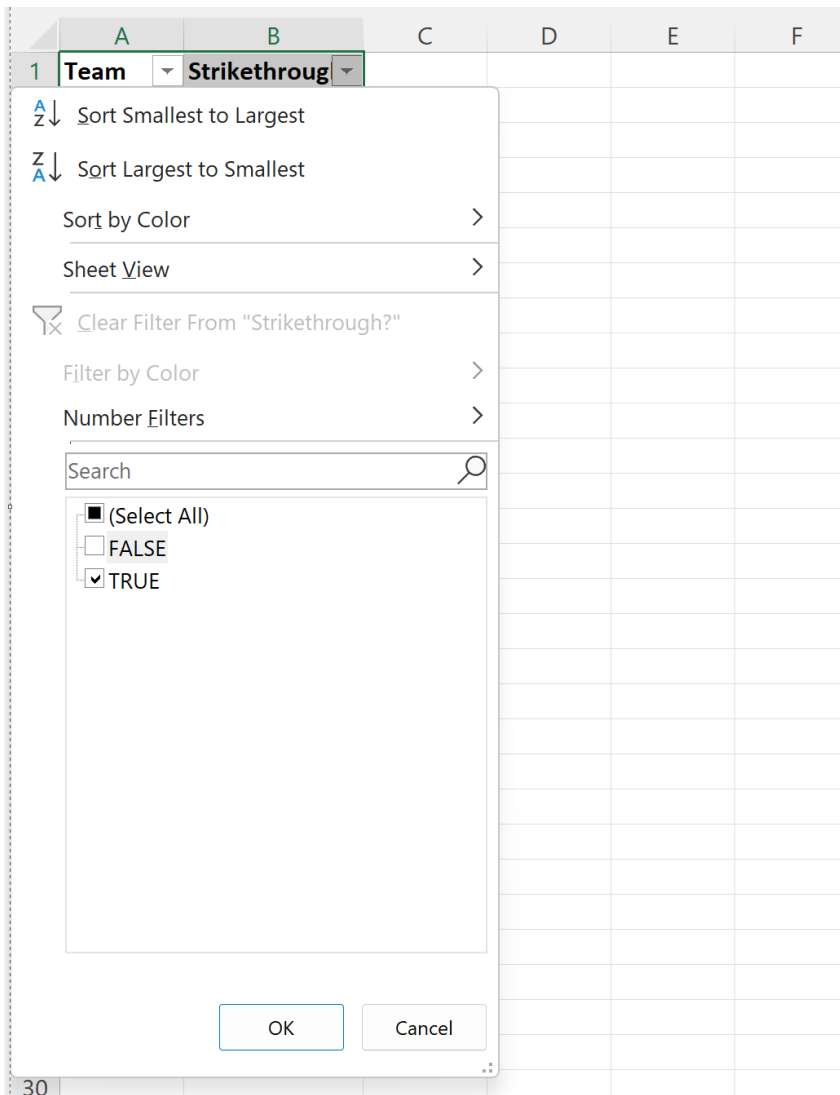 A B C D E F
1 Team Strikethroug
Sort Smallest to Largest
Sort Largest to Smallest
Sort by Color
Sheet View
Clear Filter From "Strikethrough?"
Filter by Color
Number Filters
Search
(Select All)
FALSE
TRUE
OK Cancel
30